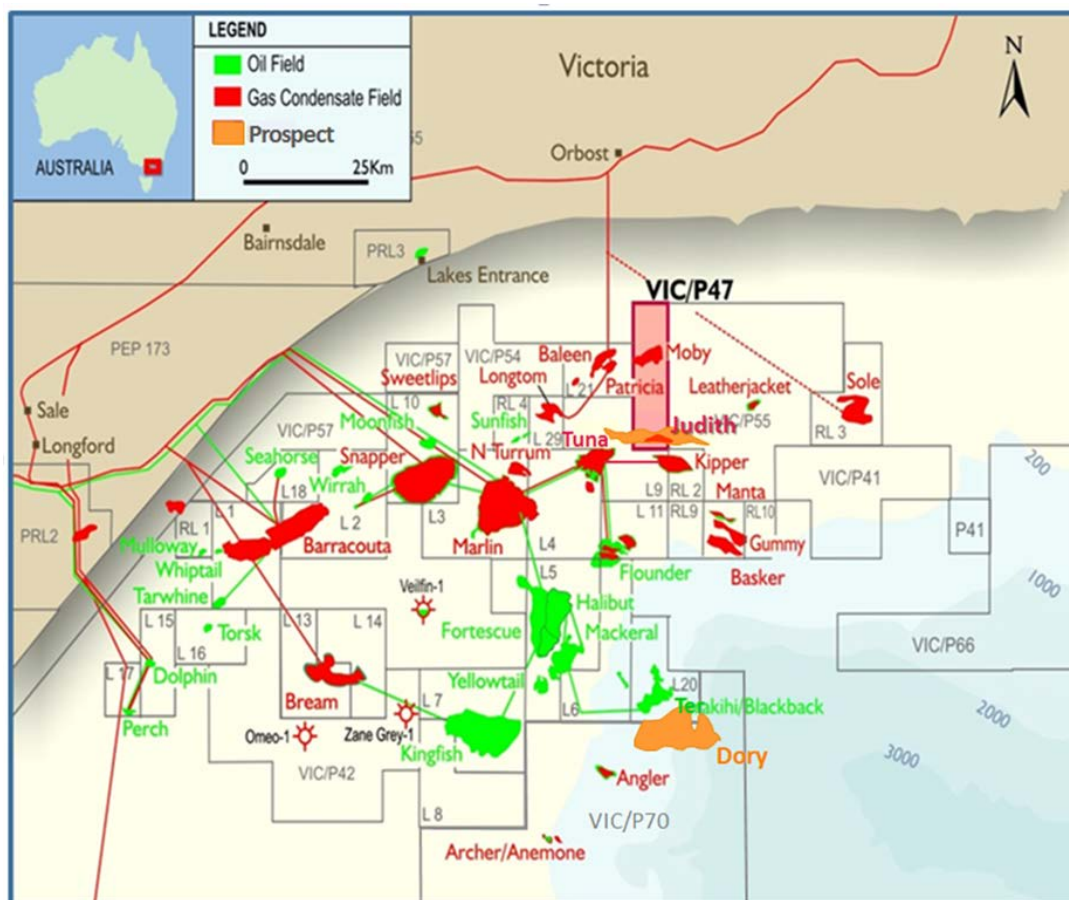 LEGEND
Oil Field
Gas Condensate Field
Prospect
0 25Km
AUSTRALIA
Victoria
N
Orbost
Bairnsdale
PRL3
Lakes Entrance
VIC/P47
PEP 173
VIC/P57
VIC/P54
Baleen
Moby
Sweetlips
Longtom
L 21
Patricia
Leatherjacket
Sole
Sale
L 10
RL 4
Moonfish
Sunfish
L 29
Tuna
Judith
VIC/P55
RL 3
Longford
VIC/P57
Snapper
N Turrum
Kipper
VIC/P41
200
Seahorse
Wirrah
L18
L9
RL 2
Manta
PRL2
RL 1
L 1
L 2
L3
L 11
RL9
RL10
P41
Mulloway
Barracouta
Marlin
L4
Gummy
Whiptail
Basker
Flounder
L5
1000
Tarwhine
Veilfin-1
Halibut
Fortescue
Mackeral
L 15
Torsk
L 13
L 14
VIC/P66
L 16
L 17
Dolphin
Bream
Yellowtail
L20
L 7
L6
Terakihi/Blackback
2000
Perch
Omeo-1
Zane Grey-1
Kingfish
Dory
3000
VIC/P42
Angler
L 8
VIC/P70
Archer/Anemone